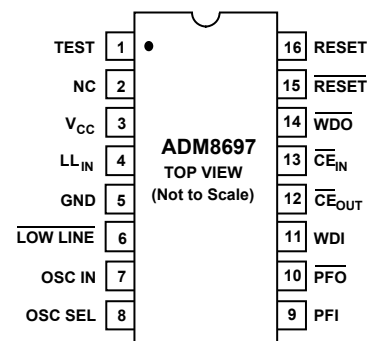 TEST 1
NC 2
VCC 3
LLIN 4
GND 5
LOW LINE 6
OSC IN 7
OSC SEL 8
ADM8697
TOP VIEW
(Not to Scale)
16 RESET
15 RESET
14 WDO
13 CEIN
12 CEOUT
11 WDI
10 PFO
9 PFI